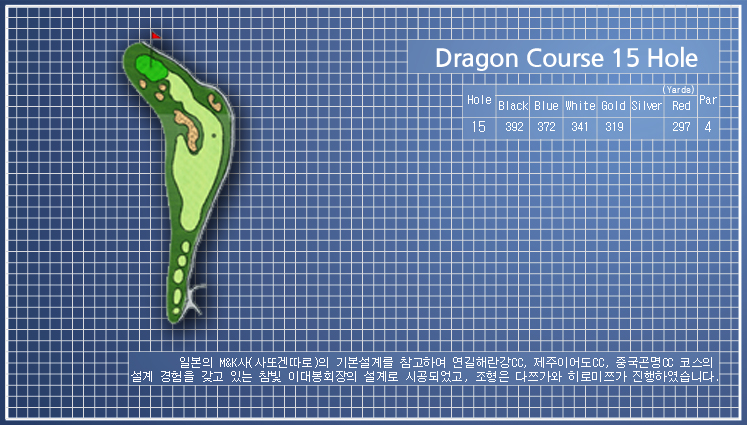 Dragon Course 15 Hole
(Yards)
Hole Black Blue White Gold Silver Red Par
15 392 372 341 319 297 4
일본의 M&K사(사또겐따로)의 기본설계를 참고하여 연길해란강CC, 제주이어도CC, 중국곤명CC 코스의
설계 경험을 갖고 있는 참빛 이대봉회장의 설계로 시공되었고, 조형은 다쯔가와 히로미쯔가 진행하였습니다.